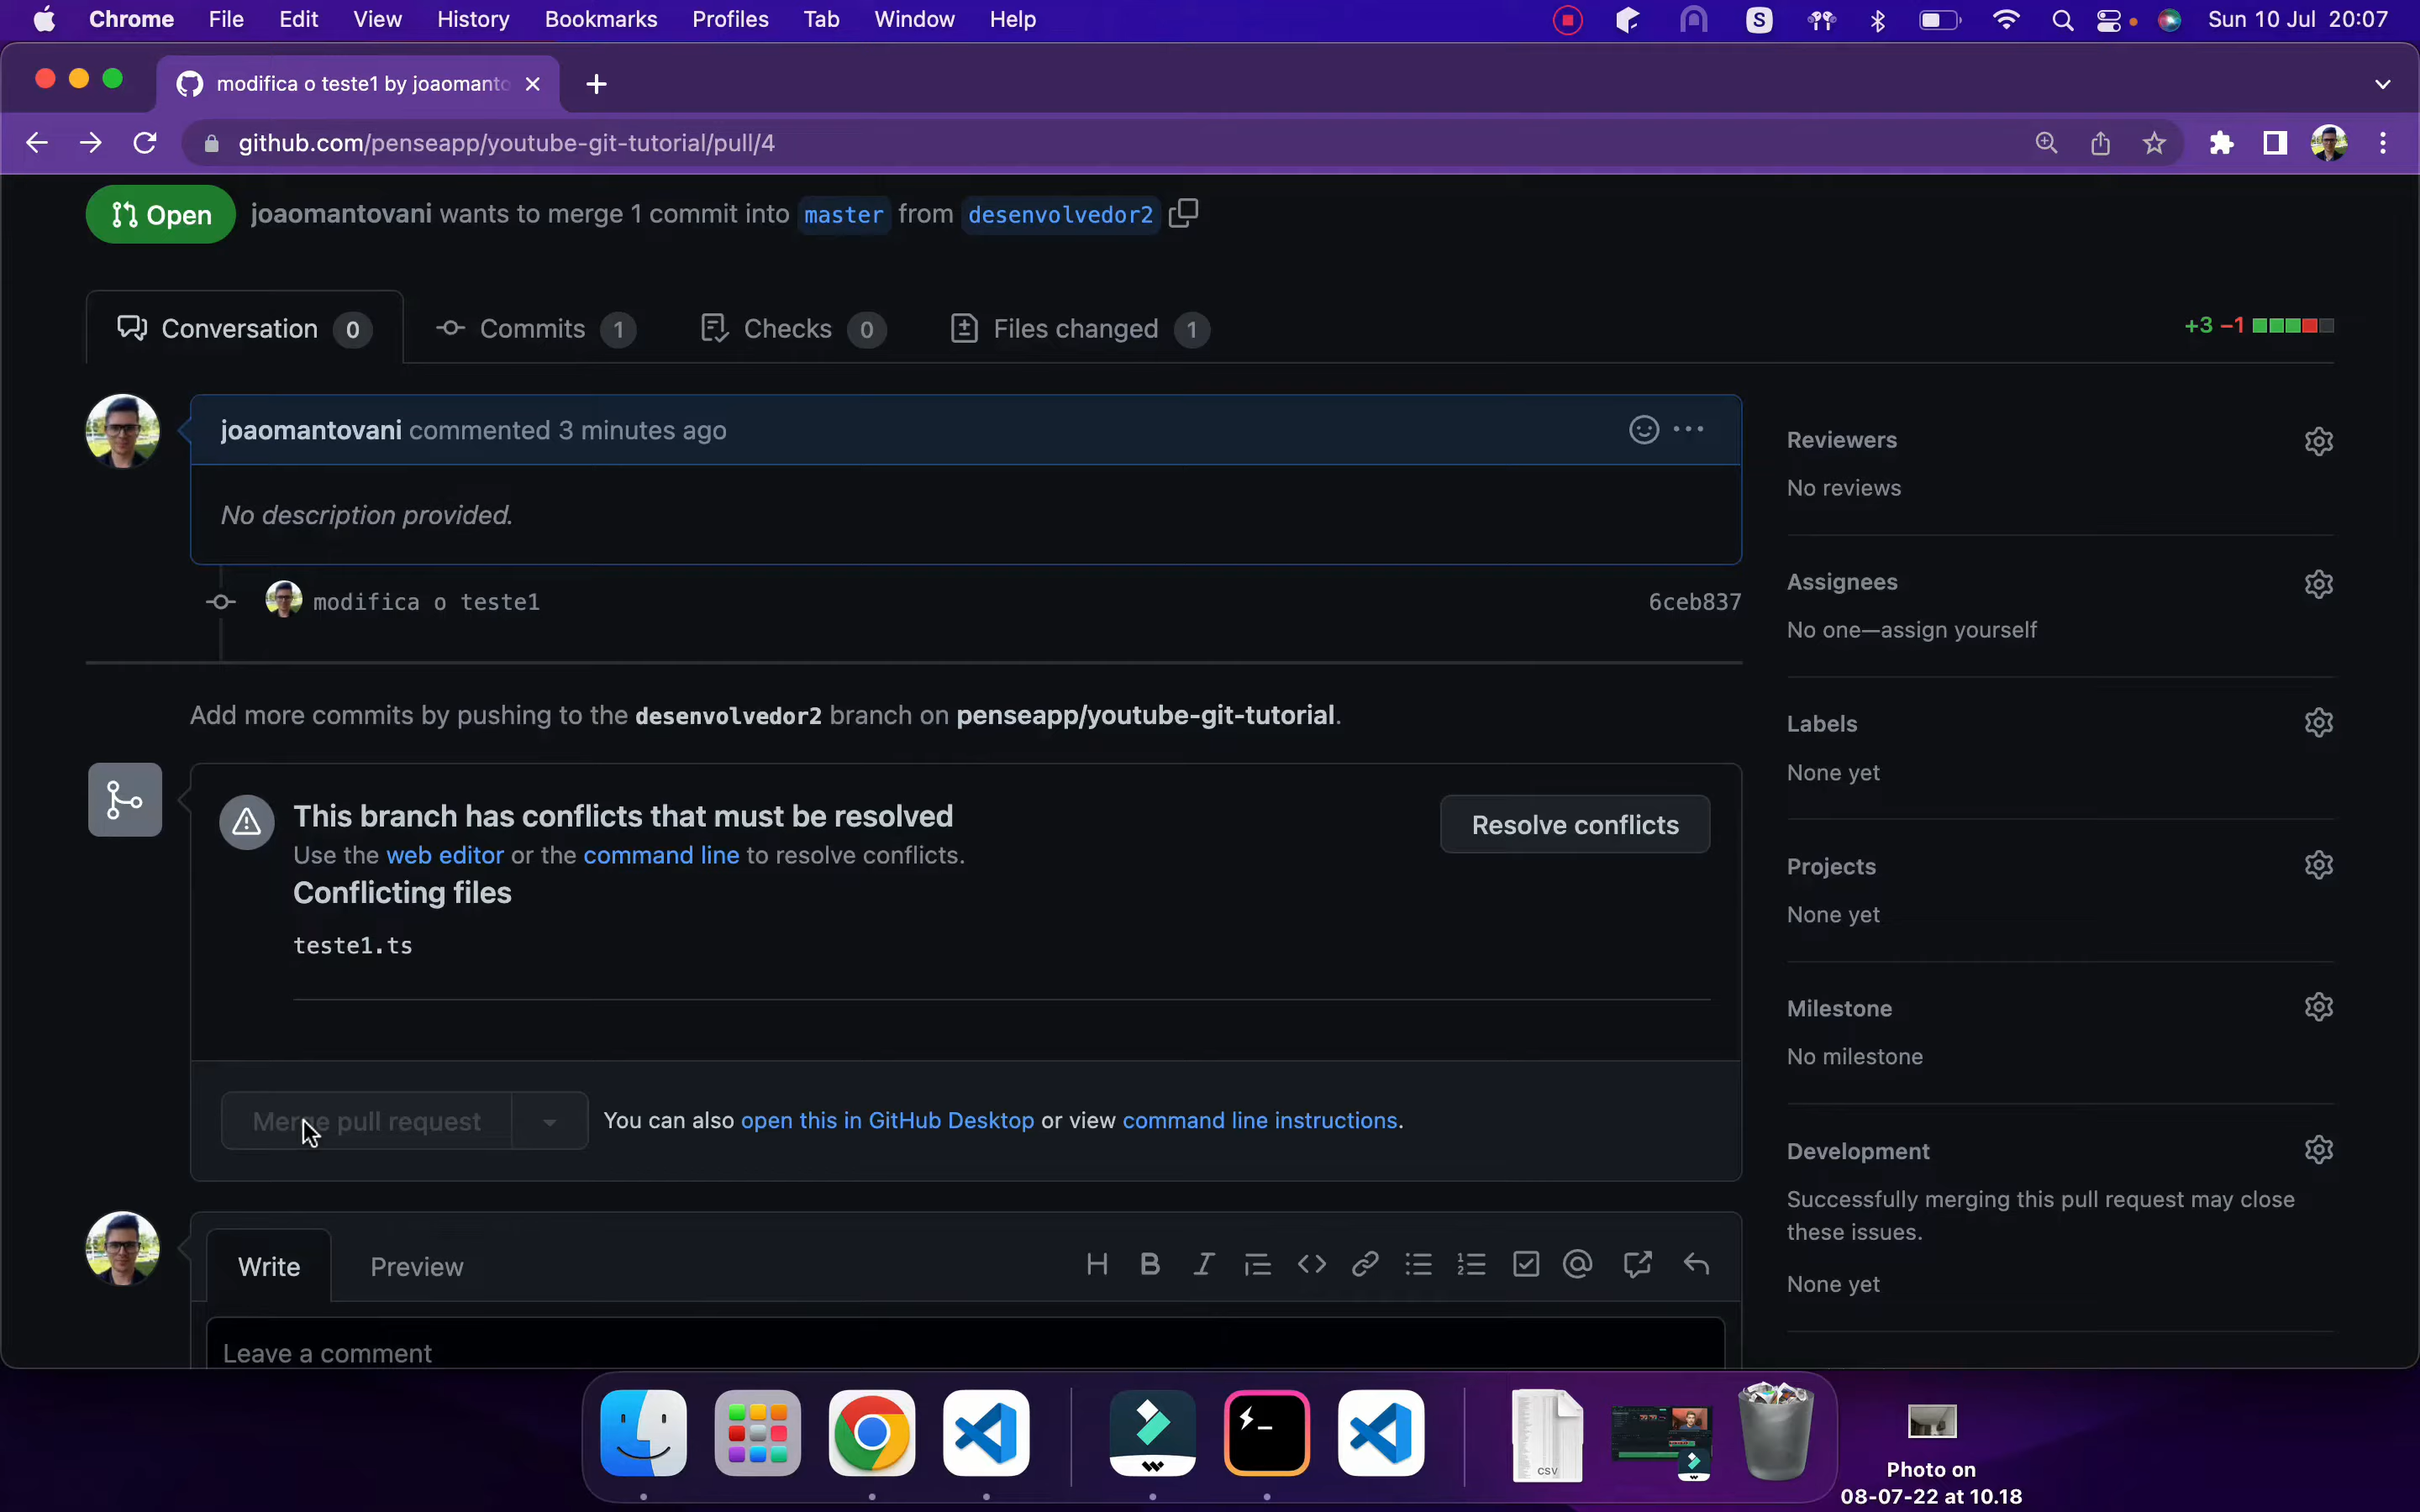 Chrome File Edit View History Bookmarks Profiles Tab Window Help S Sun 10 Jul 20:07
modifica o teste1 by joaomanto
github.com/penseapp/youtube-git-tutorial/pull/4
Open joaomantovani wants to merge 1 commit into master from desenvolvedor2
Conversation 0 Commits 1 Checks 0 Files changed 1 +3 −1
joaomantovani commented 3 minutes ago
No description provided.
modifica o teste1 6ceb837
Add more commits by pushing to the desenvolvedor2 branch on penseapp/youtube-git-tutorial.
This branch has conflicts that must be resolved
Use the web editor or the command line to resolve conflicts.
Resolve conflicts
Conflicting files
teste1.ts
Merge pull request You can also open this in GitHub Desktop or view command line instructions.
Write Preview
Leave a comment
Reviewers
No reviews
Assignees
No one—assign yourself
Labels
None yet
Projects
None yet
Milestone
No milestone
Development
Successfully merging this pull request may close
these issues.
None yet
CSV
Photo on
08-07-22 at 10.18